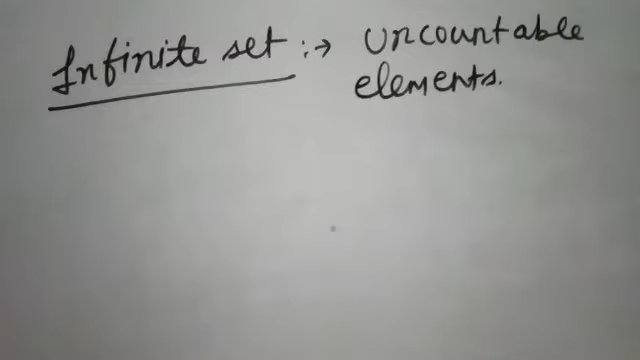 Infinite set :→ Uncountable
elements.